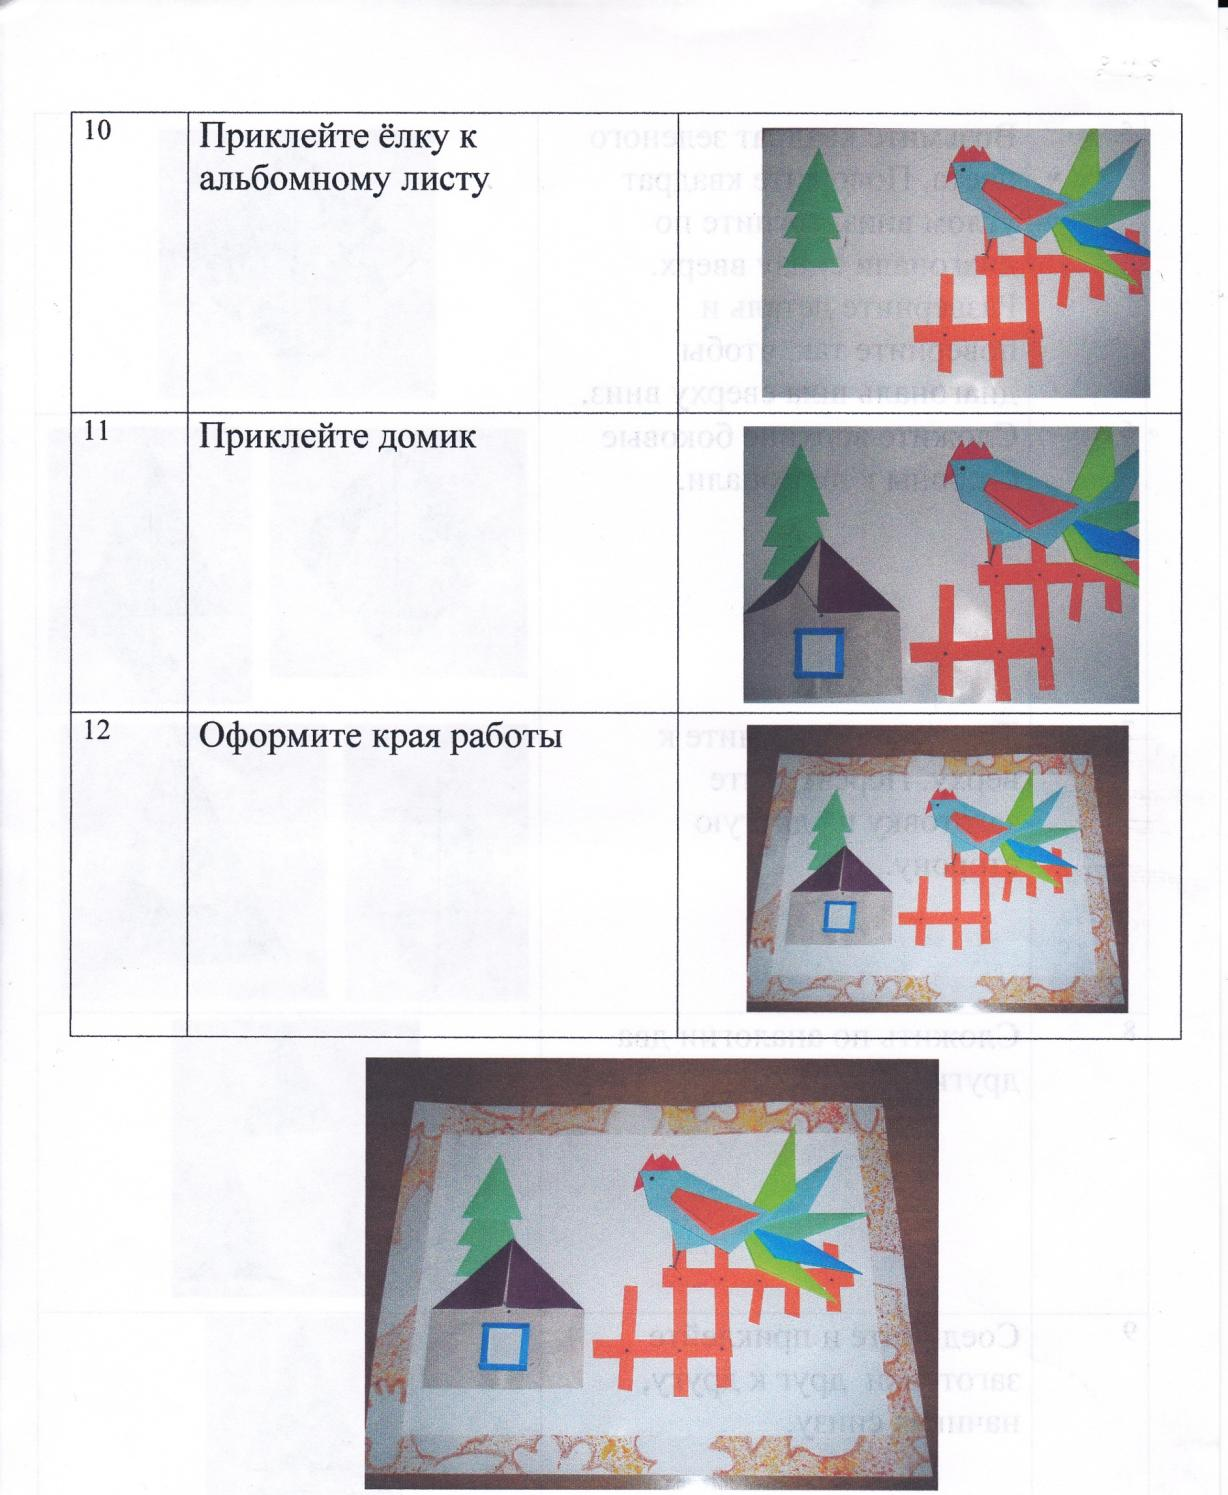 10
Приклейте ёлку к
альбомному листу
11
Приклейте домик
12
Оформите края работы